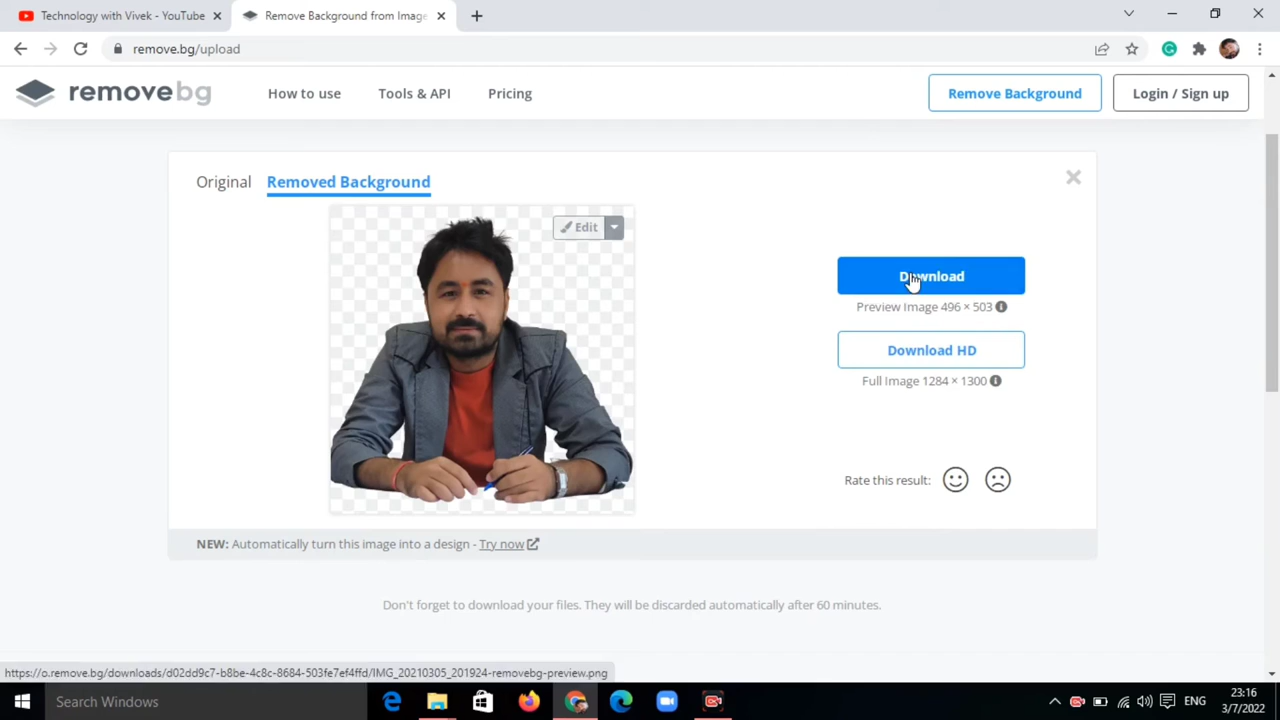 Technology with Vivek - YouTube
Remove Background from Image
remove.bg/upload
removebg
How to use
Tools & API
Pricing
Remove Background
Login / Sign up
Original
Removed Background
Edit
Download
Preview Image 496 × 503
Download HD
Full Image 1284 × 1300
Rate this result:
NEW: Automatically turn this image into a design - Try now
Don't forget to download your files. They will be discarded automatically after 60 minutes.
https://o.remove.bg/downloads/d02dd9c7-b8be-4c8c-8684-503fe7ef4ffd/IMG_20210305_201924-removebg-preview.png
Search Windows
ENG
23:16
3/7/2022